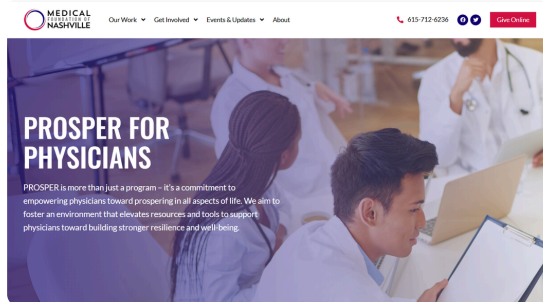 MEDICAL
FOUNDATION OF
NASHVILLE
Our Work
Get Involved
Events & Updates
About
615-712-6236
Give Online
PROSPER FOR
PHYSICIANS
PROSPER is more than just a program – it's a commitment to
empowering physicians toward prospering in all aspects of life. We aim to
foster an environment that elevates resources and tools to support
physicians toward building stronger resilience and well-being.